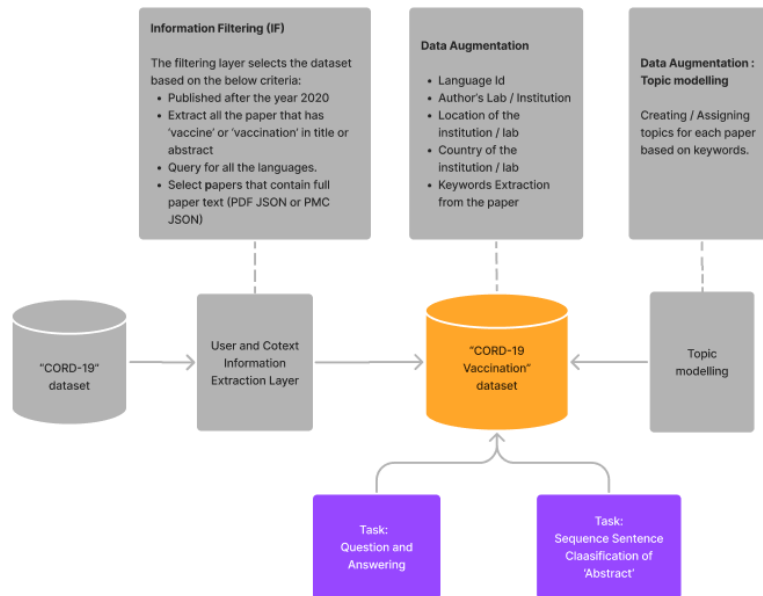 Information Filtering (IF)
The filtering layer selects the dataset
based on the below criteria:
• Published after the year 2020
• Extract all the paper that has
'vaccine' or 'vaccination' in title or
abstract
• Query for all the languages.
• Select papers that contain full
paper text (PDF JSON or PMC
JSON)
Data Augmentation
• Language Id
• Author's Lab / Institution
• Location of the
institution / lab
• Country of the
institution / lab
• Keywords Extraction
from the paper
Data Augmentation :
Topic modelling
Creating / Assigning
topics for each paper
based on keywords.
"CORD-19"
dataset
User and Cotext
Information
Extraction Layer
"CORD-19
Vaccination"
dataset
Topic
modelling
Task:
Question and
Answering
Task:
Sequence Sentence
Claasification of
'Abstract'